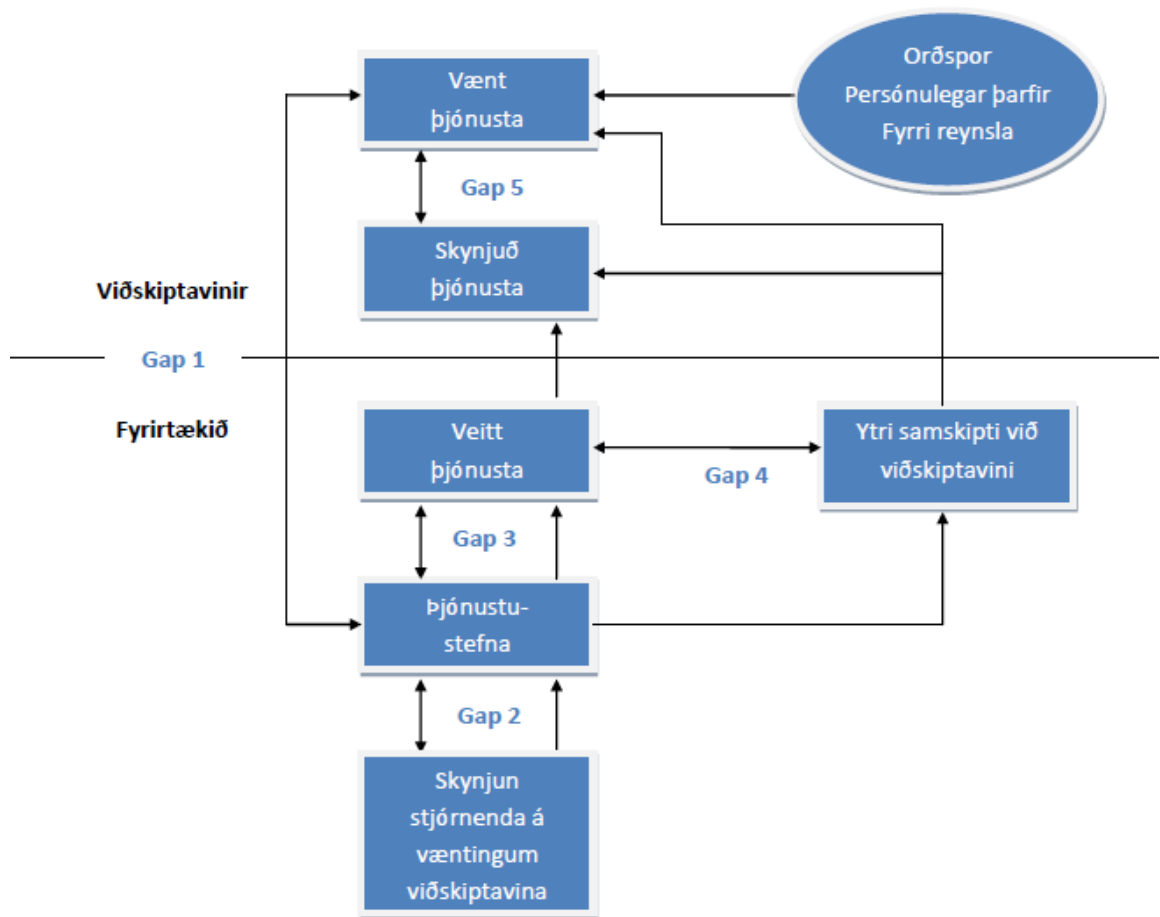 Vænt
þjónusta
Orðspor
Persónulegar þarfir
Fyrri reynsla
Gap 5
Skynjuð
þjónusta
Viðskiptavinir
Gap 1
Fyrirtækið
Veitt
þjónusta
Gap 4
Ytri samskipti við
viðskiptavini
Gap 3
Þjónustu-
stefna
Gap 2
Skynjun
stjórnenda á
væntingum
viðskiptavina